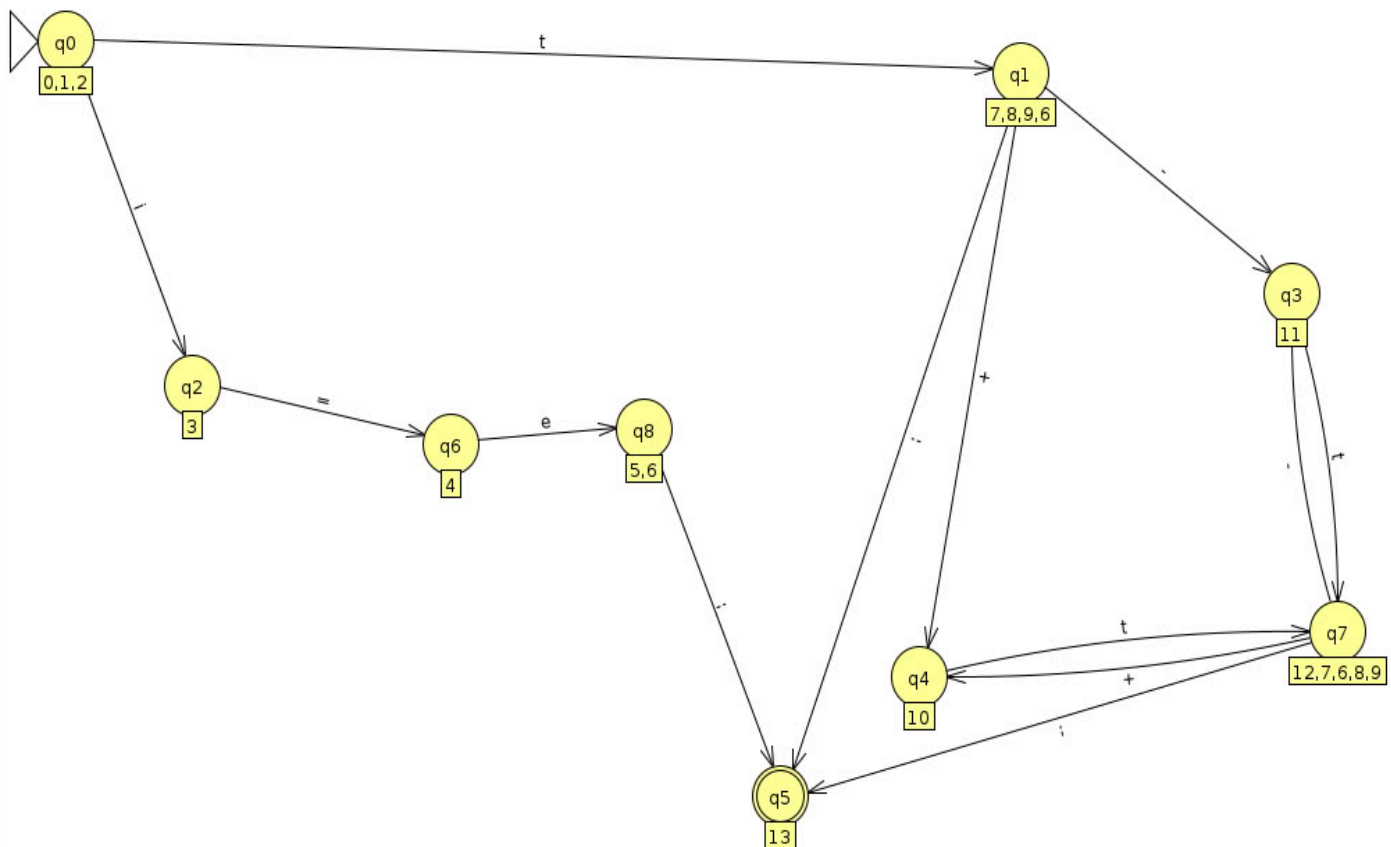 q0
0,1,2
t
q1
7,8,9,6
-
i
q3
11
+
;
q2
3
=
q6
4
e
q8
5,6
-
t
;
t
q7
12,7,6,8,9
+
q4
10
;
q5
13